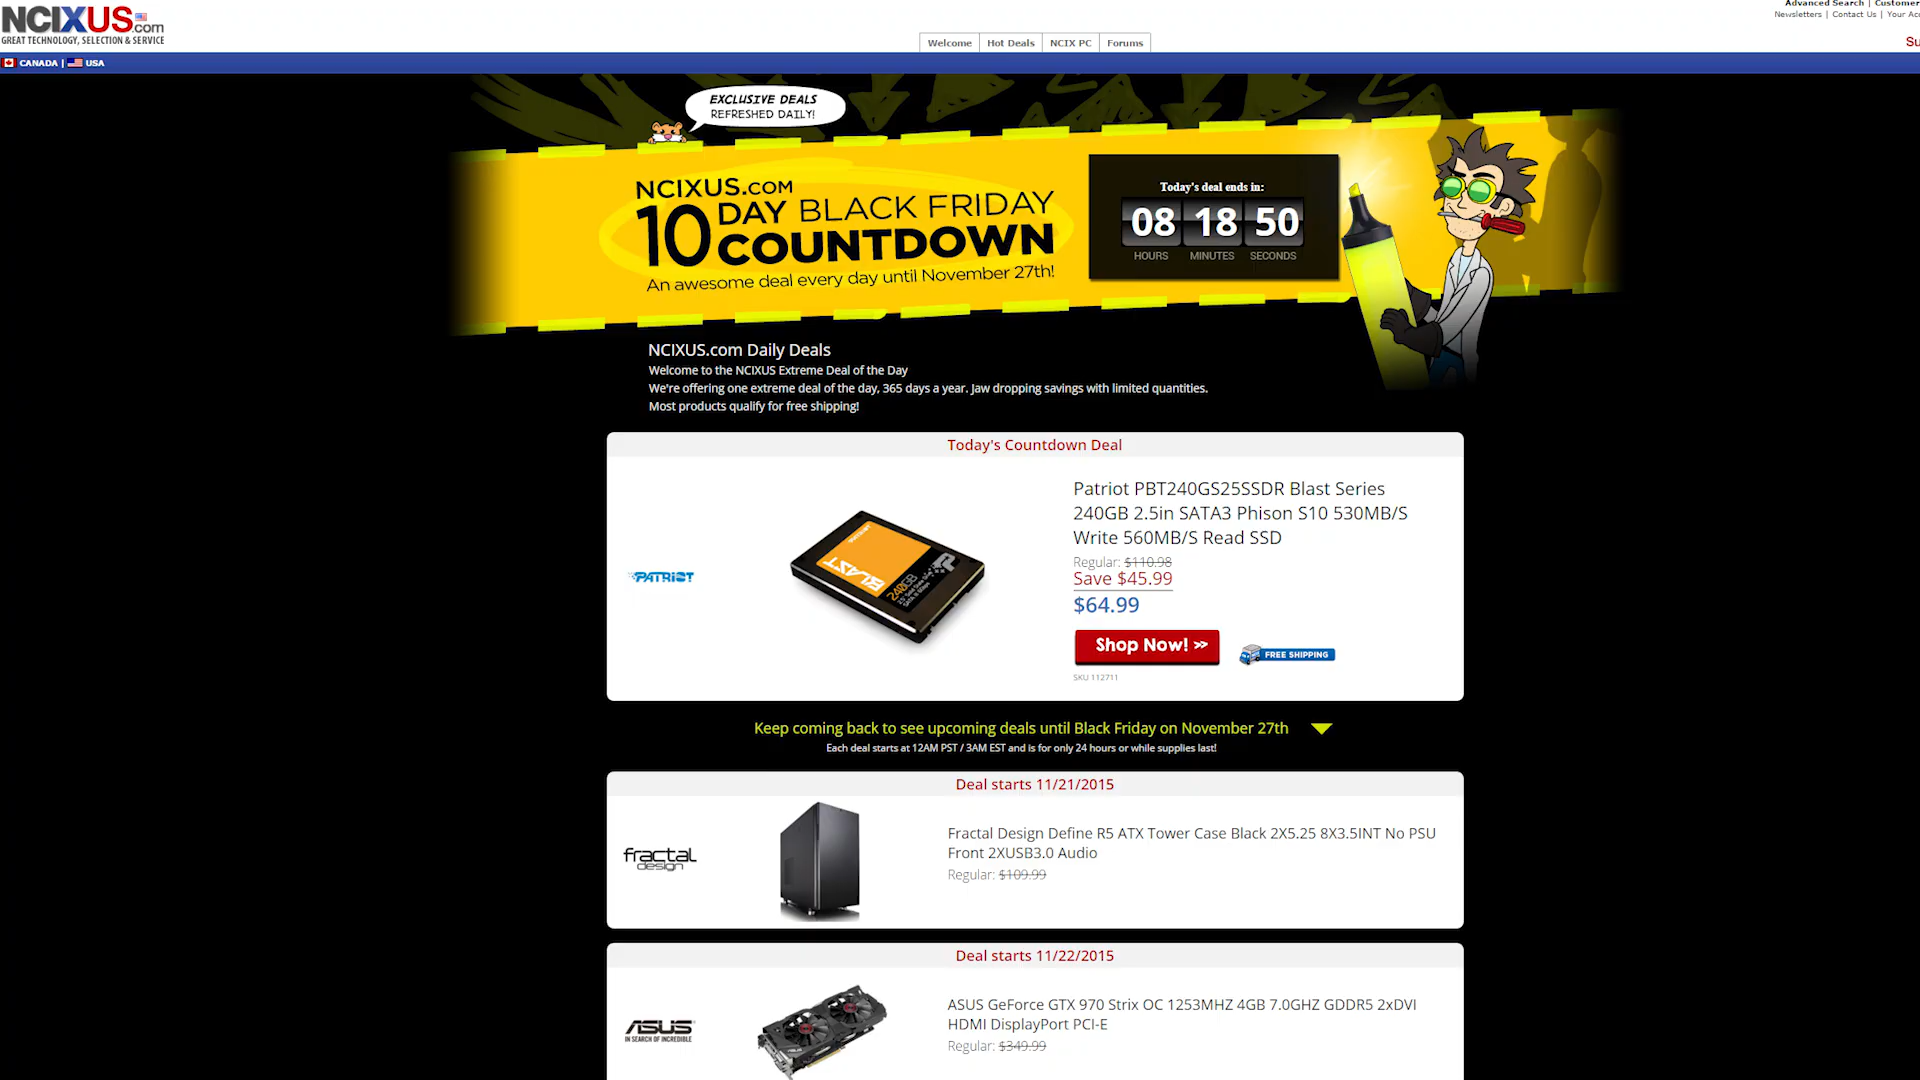 NCIXUS.com
GREAT TECHNOLOGY, SELECTION & SERVICE
Advanced Search | Customer
Newsletters | Contact Us |
Welcome
Hot Deals
NCIX PC
Forums
CANADA | USA
EXCLUSIVE DEALS
REFRESHED DAILY!
NCIXUS.COM
10 DAY BLACK FRIDAY
COUNTDOWN
An awesome deal every day until November 27th!
Today's deal ends in:
08 18 50
HOURS MINUTES SECONDS
NCIXUS.com Daily Deals
Welcome to the NCIXUS Extreme Deal of the Day
We're offering one extreme deal of the day, 365 days a year. Jaw dropping savings with limited quantities.
Most products qualify for free shipping!
Today's Countdown Deal
PATRIOT
BLAST
240GB
Patriot PBT240GS25SSDR Blast Series
240GB 2.5in SATA3 Phison S10 530MB/S
Write 560MB/S Read SSD
Regular: $110.98
Save $45.99
$64.99
Shop Now! >>
FREE SHIPPING
SKU 112711
Keep coming back to see upcoming deals until Black Friday on November 27th
Each deal starts at 12AM PST / 3AM EST and is for only 24 hours or while supplies last!
Deal starts 11/21/2015
fractal
design
Fractal Design Define R5 ATX Tower Case Black 2X5.25 8X3.5INT No PSU
Front 2XUSB3.0 Audio
Regular: $109.99
Deal starts 11/22/2015
ASUS
IN SEARCH OF INCREDIBLE
ASUS GeForce GTX 970 Strix OC 1253MHZ 4GB 7.0GHZ GDDR5 2xDVI
HDMI DisplayPort PCI-E
Regular: $349.99